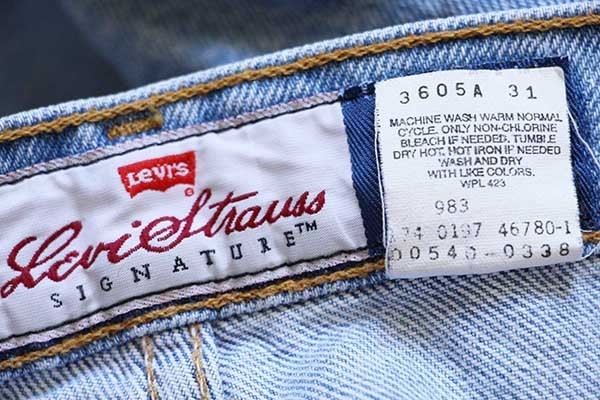 Levi's
®
Levi Strauss
SIGNATURE™
3605A 31
MACHINE WASH WARM NORMAL
CYCLE. ONLY NON-CHLORINE
BLEACH IF NEEDED. TUMBLE
DRY HOT. HOT IRON IF NEEDED
WASH AND DRY
WITH LIKE COLORS.
WPL 423
983
74 0197 46780-1
00540-0338